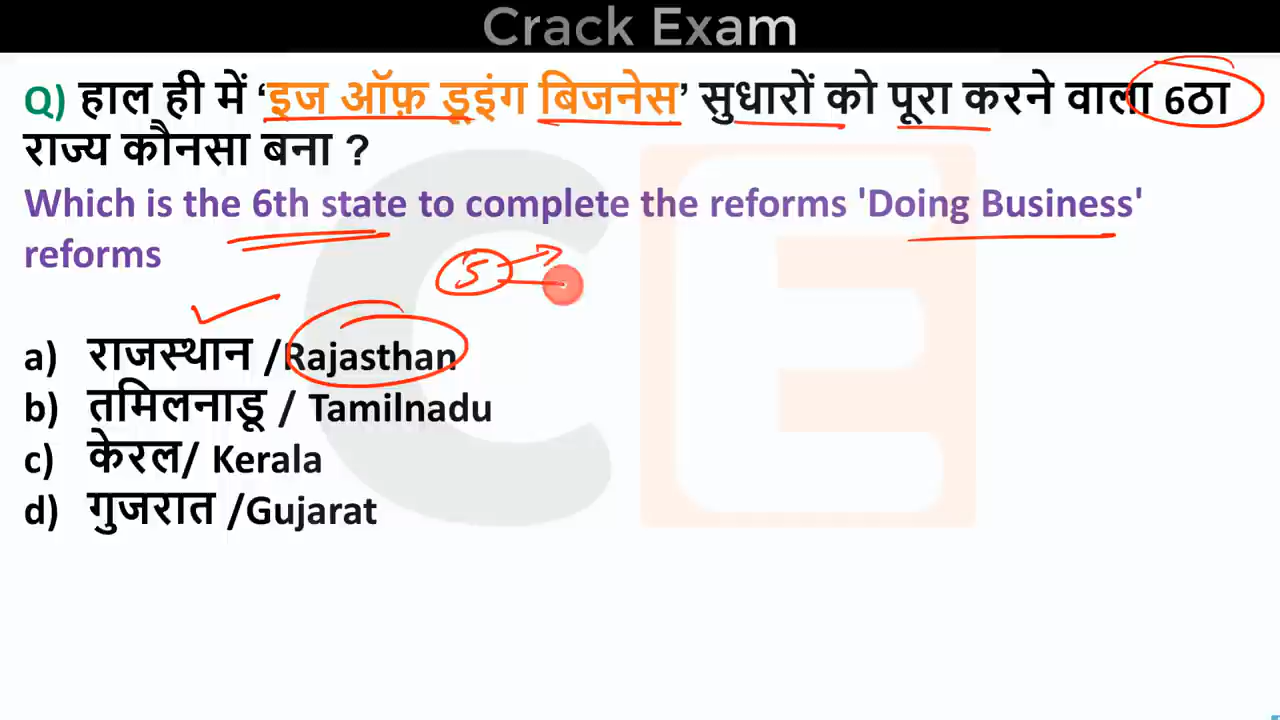 Crack Exam
Q) हाल ही में ‘इज ऑफ़ डूइंग बिजनेस’ सुधारों को पूरा करने वाला 6ठा
राज्य कौनसा बना ?
Which is the 6th state to complete the reforms 'Doing Business'
reforms
5
a) राजस्थान /Rajasthan
b) तमिलनाडू / Tamilnadu
c) केरल/ Kerala
d) गुजरात /Gujarat
CE